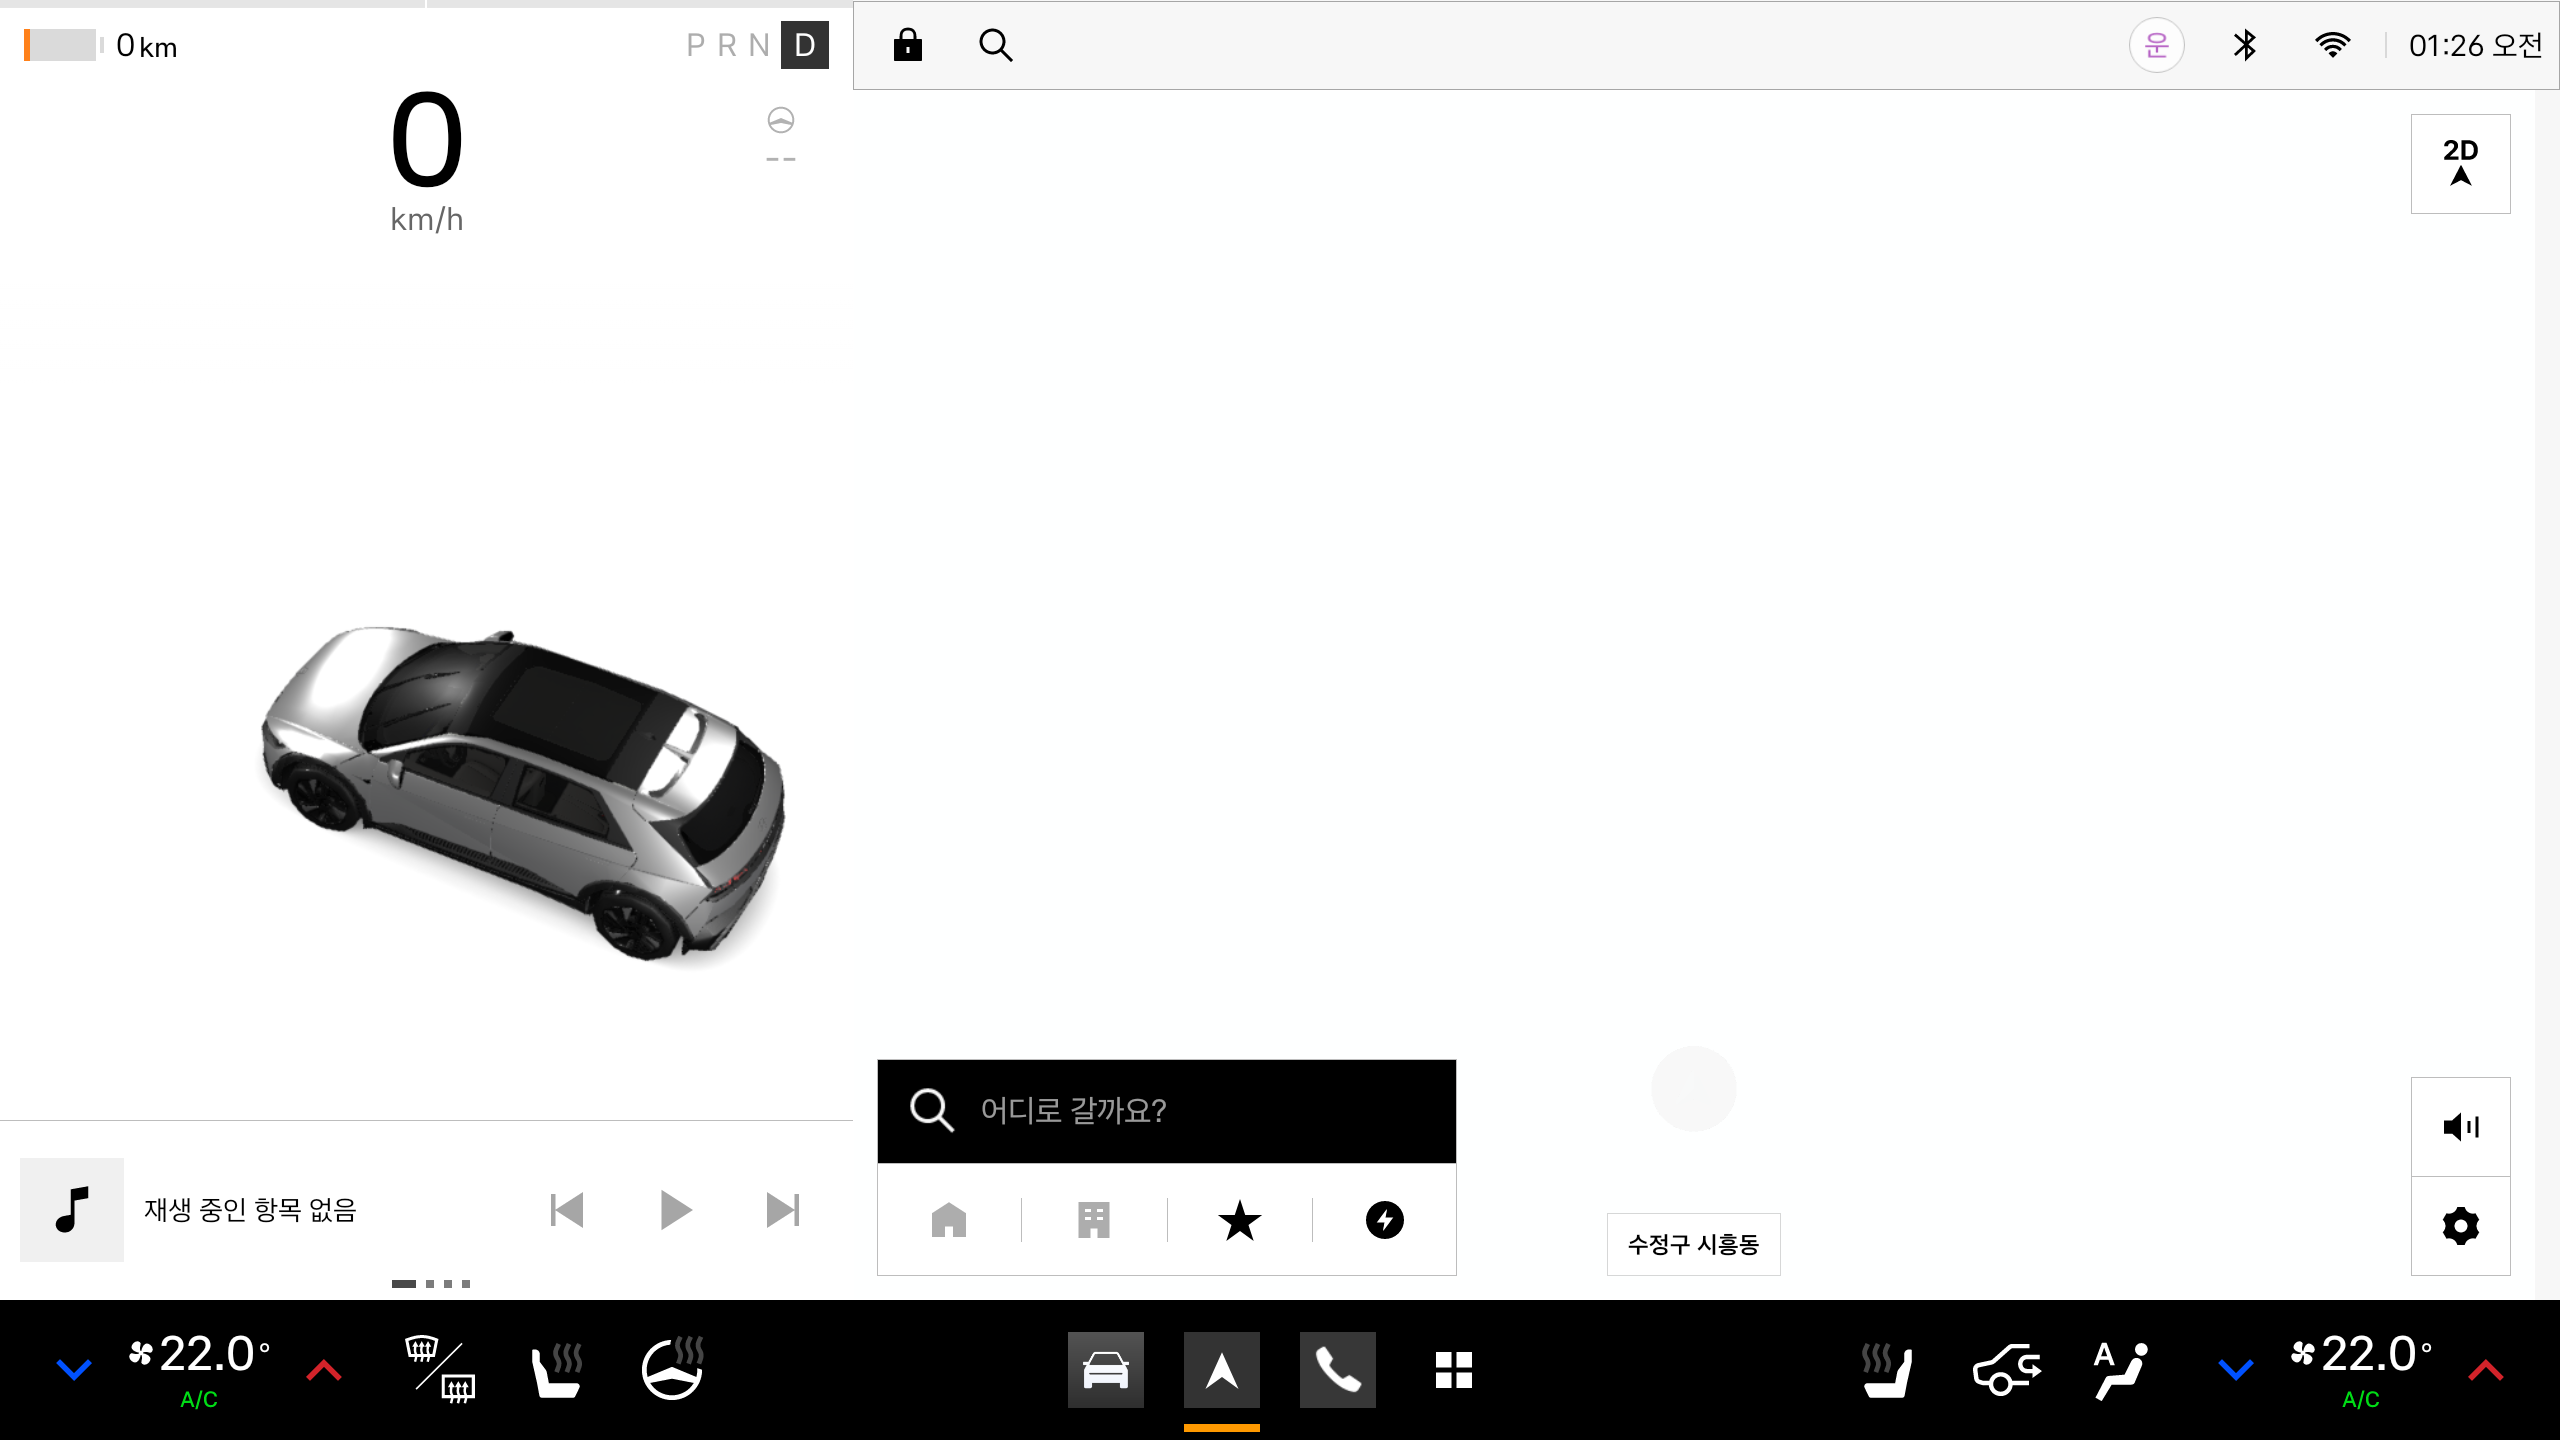 0 km
P R N D
운
01:26 오전
0
km/h
--
2D
어디로 갈까요?
재생 중인 항목 없음
수정구 시흥동
22.0°
A/C
A
22.0°
A/C